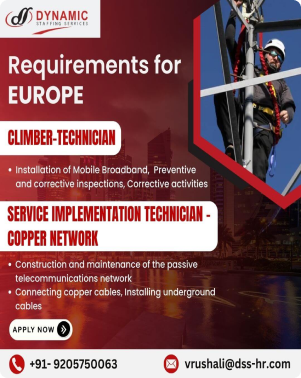 DYNAMIC
STAFFING SERVICES
Requirements for
EUROPE
CLIMBER-TECHNICIAN
• Installation of Mobile Broadband, Preventive
and corrective inspections, Corrective activities
SERVICE IMPLEMENTATION TECHNICIAN -
COPPER NETWORK
• Construction and maintenance of the passive
telecommunications network
• Connecting copper cables, Installing underground
cables
APPLY NOW
+91- 9205750063
vrushali@dss-hr.com